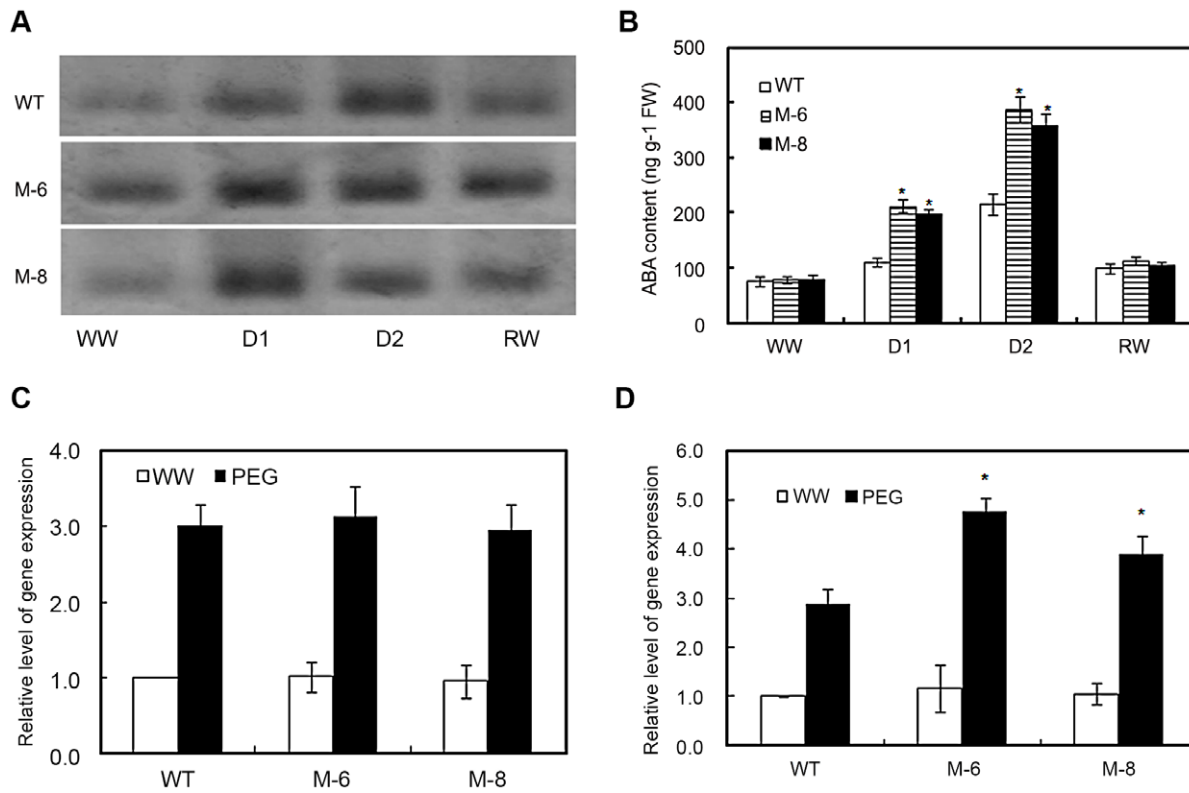 A
WT
M-6
M-8
WW D1 D2 RW
B
ABA content (ng g-1 FW)
500
400
300
200
100
0
WT
M-6
M-8
* * * *
WW D1 D2 RW
C
Relative level of gene expression
4.0
3.0
2.0
1.0
0.0
WW PEG
WT M-6 M-8
D
Relative level of gene expression
6.0
5.0
4.0
3.0
2.0
1.0
0.0
WW PEG
* *
WT M-6 M-8